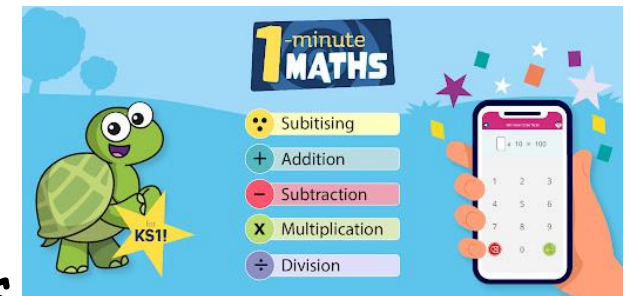 1-minute
MATHS
Subitising
+ Addition
- Subtraction
x Multiplication
÷ Division
for
KS1!
x 10 = 100
1 2 3
4 5 6
7 8 9
0